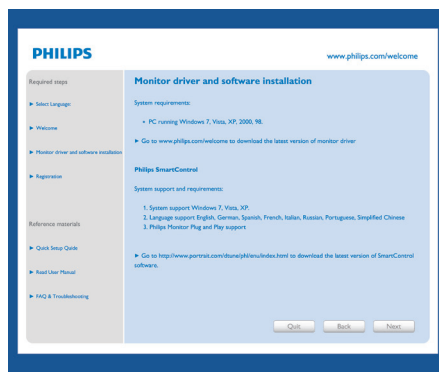 PHILIPS
www.philips.com/welcome
Required steps
Select Language:
Welcome
Monitor driver and software installation
Registration
Reference materials
Quick Setup Quide
Read User Manual
FAQ & Troubleshooting
Monitor driver and software installation
System requirements:
• PC running Windows 7, Vista, XP, 2000, 98.
Go to www.philips.com/welcome to download the latest version of monitor driver
Philips SmartControl
System support and requirements:
1. System support Windows 7, Vista, XP.
2. Language support English, German, Spanish, French, Italian, Russian, Portuguese, Simplified Chinese
3. Philips Monitor Plug and Play support
Go to http://www.portrait.com/dtune/phl/enu/index.html to download the latest version of SmartControl
software.
Quit
Back
Next